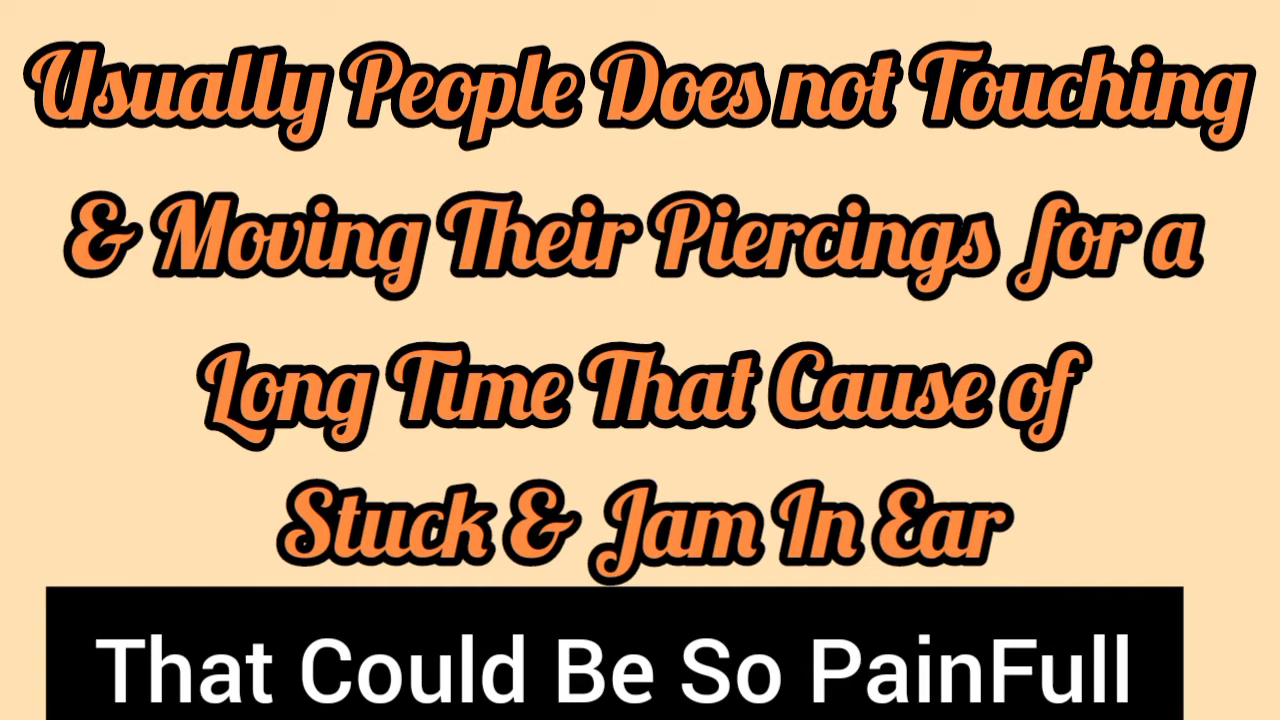 Usually People Does not Touching
& Moving Their Piercings for a
Long Time That Cause of
Stuck & Jam In Ear
That Could Be So PainFull